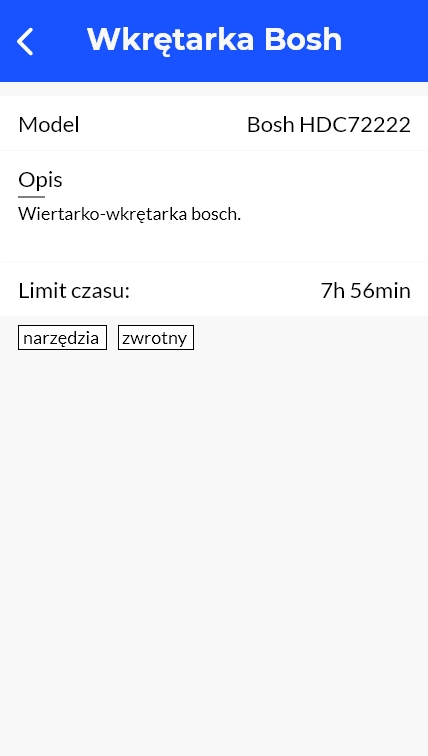 Wkrętarka Bosh
Model Bosh HDC72222
Opis
Wiertarko-wkrętarka bosch.
Limit czasu: 7h 56min
narzędzia zwrotny